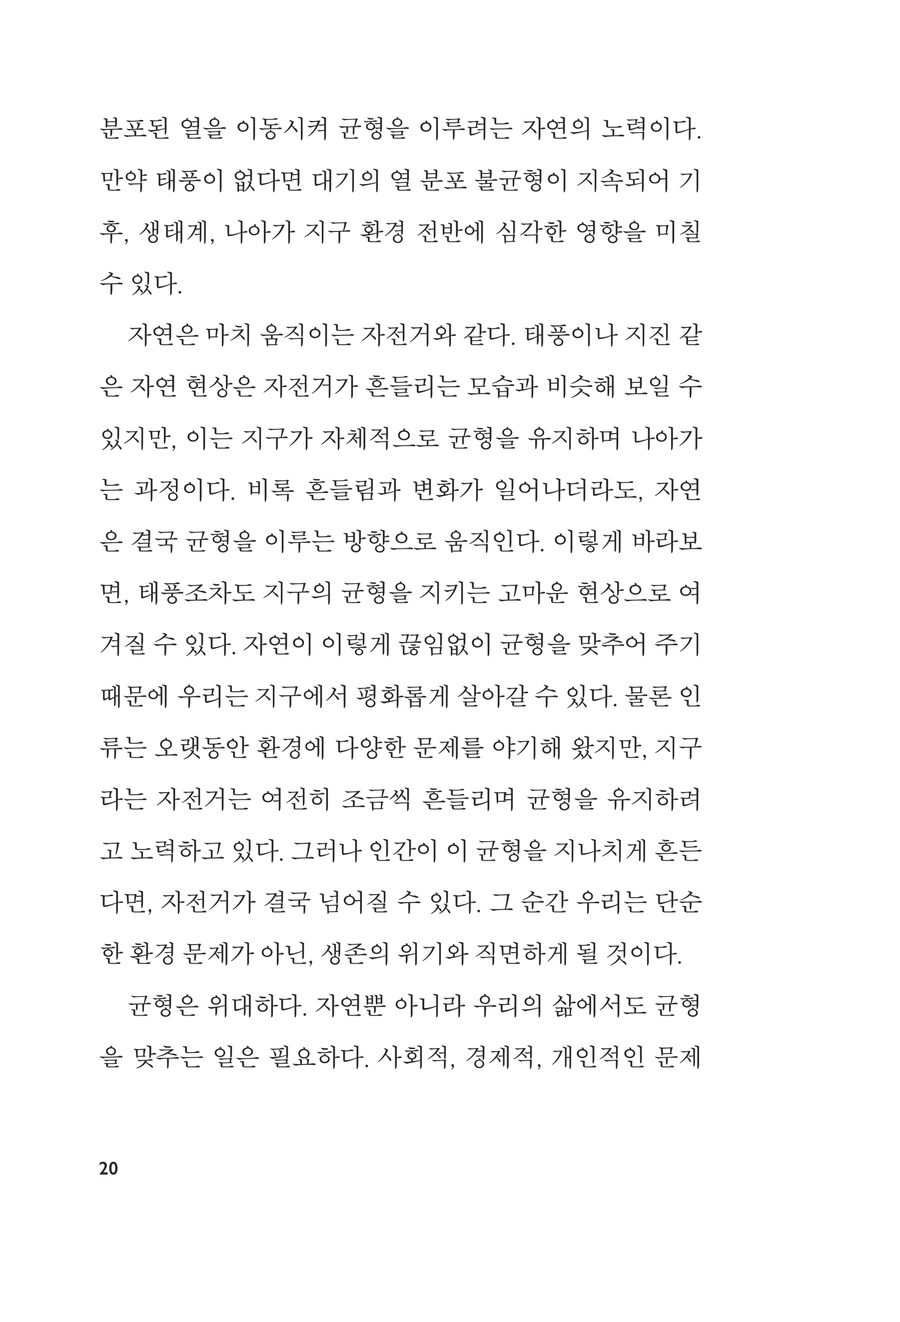 분포된 열을 이동시켜 균형을 이루려는 자연의 노력이다.
만약 태풍이 없다면 대기의 열 분포 불균형이 지속되어 기
후, 생태계, 나아가 지구 환경 전반에 심각한 영향을 미칠
수 있다.
자연은 마치 움직이는 자전거와 같다. 태풍이나 지진 같
은 자연 현상은 자전거가 흔들리는 모습과 비슷해 보일 수
있지만, 이는 지구가 자체적으로 균형을 유지하며 나아가
는 과정이다. 비록 흔들림과 변화가 일어나더라도, 자연
은 결국 균형을 이루는 방향으로 움직인다. 이렇게 바라보
면, 태풍조차도 지구의 균형을 지키는 고마운 현상으로 여
겨질 수 있다. 자연이 이렇게 끊임없이 균형을 맞추어 주기
때문에 우리는 지구에서 평화롭게 살아갈 수 있다. 물론 인
류는 오랫동안 환경에 다양한 문제를 야기해 왔지만, 지구
라는 자전거는 여전히 조금씩 흔들리며 균형을 유지하려
고 노력하고 있다. 그러나 인간이 이 균형을 지나치게 흔든
다면, 자전거가 결국 넘어질 수 있다. 그 순간 우리는 단순
한 환경 문제가 아닌, 생존의 위기와 직면하게 될 것이다.
균형은 위대하다. 자연뿐 아니라 우리의 삶에서도 균형
을 맞추는 일은 필요하다. 사회적, 경제적, 개인적인 문제
20